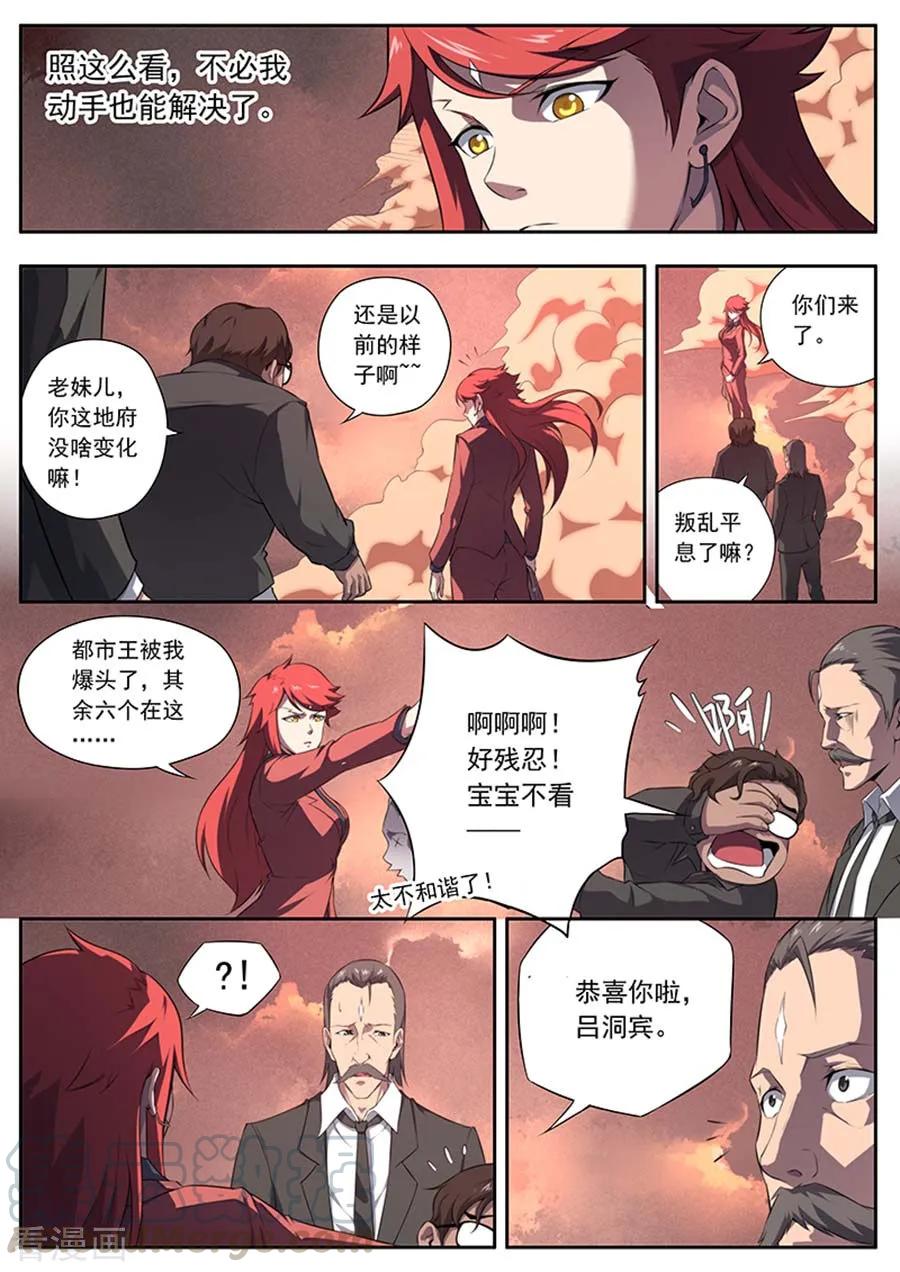 照这么看，不必我
动手也能解决了。
还是以
前的样
子啊~~
老妹儿，
你这地府
没啥变化
嘛！
你们来
了。
叛乱平
息了嘛？
都市王被我
爆头了，其
余六个在这
……
啊啊啊！
好残忍！
宝宝不看
——
啊！
太不和谐了！
?!
恭喜你啦，
吕洞宾。
看漫画